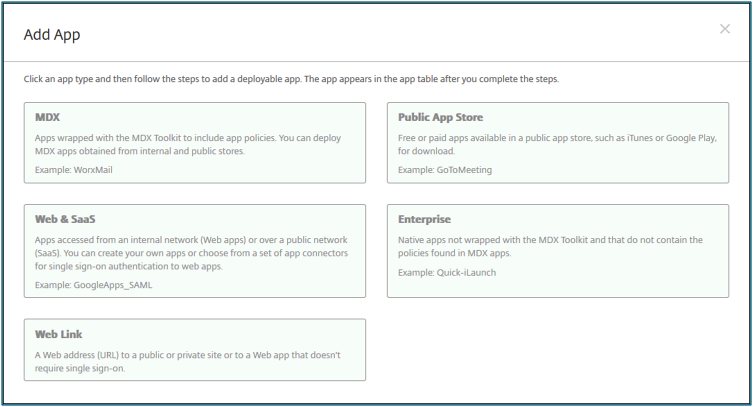 Add App
Click an app type and then follow the steps to add a deployable app. The app appears in the app table after you complete the steps.
MDX
Apps wrapped with the MDX Toolkit to include app policies. You can deploy
MDX apps obtained from internal and public stores.
Example: WorxMail
Public App Store
Free or paid apps available in a public app store, such as iTunes or Google Play,
for download.
Example: GoToMeeting
Web & SaaS
Apps accessed from an internal network (Web apps) or over a public network
(SaaS). You can create your own apps or choose from a set of app connectors
for single sign-on authentication to web apps.
Example: GoogleApps_SAML
Enterprise
Native apps not wrapped with the MDX Toolkit and that do not contain the
policies found in MDX apps.
Example: Quick-iLaunch
Web Link
A Web address (URL) to a public or private site or to a Web app that doesn't
require single sign-on.